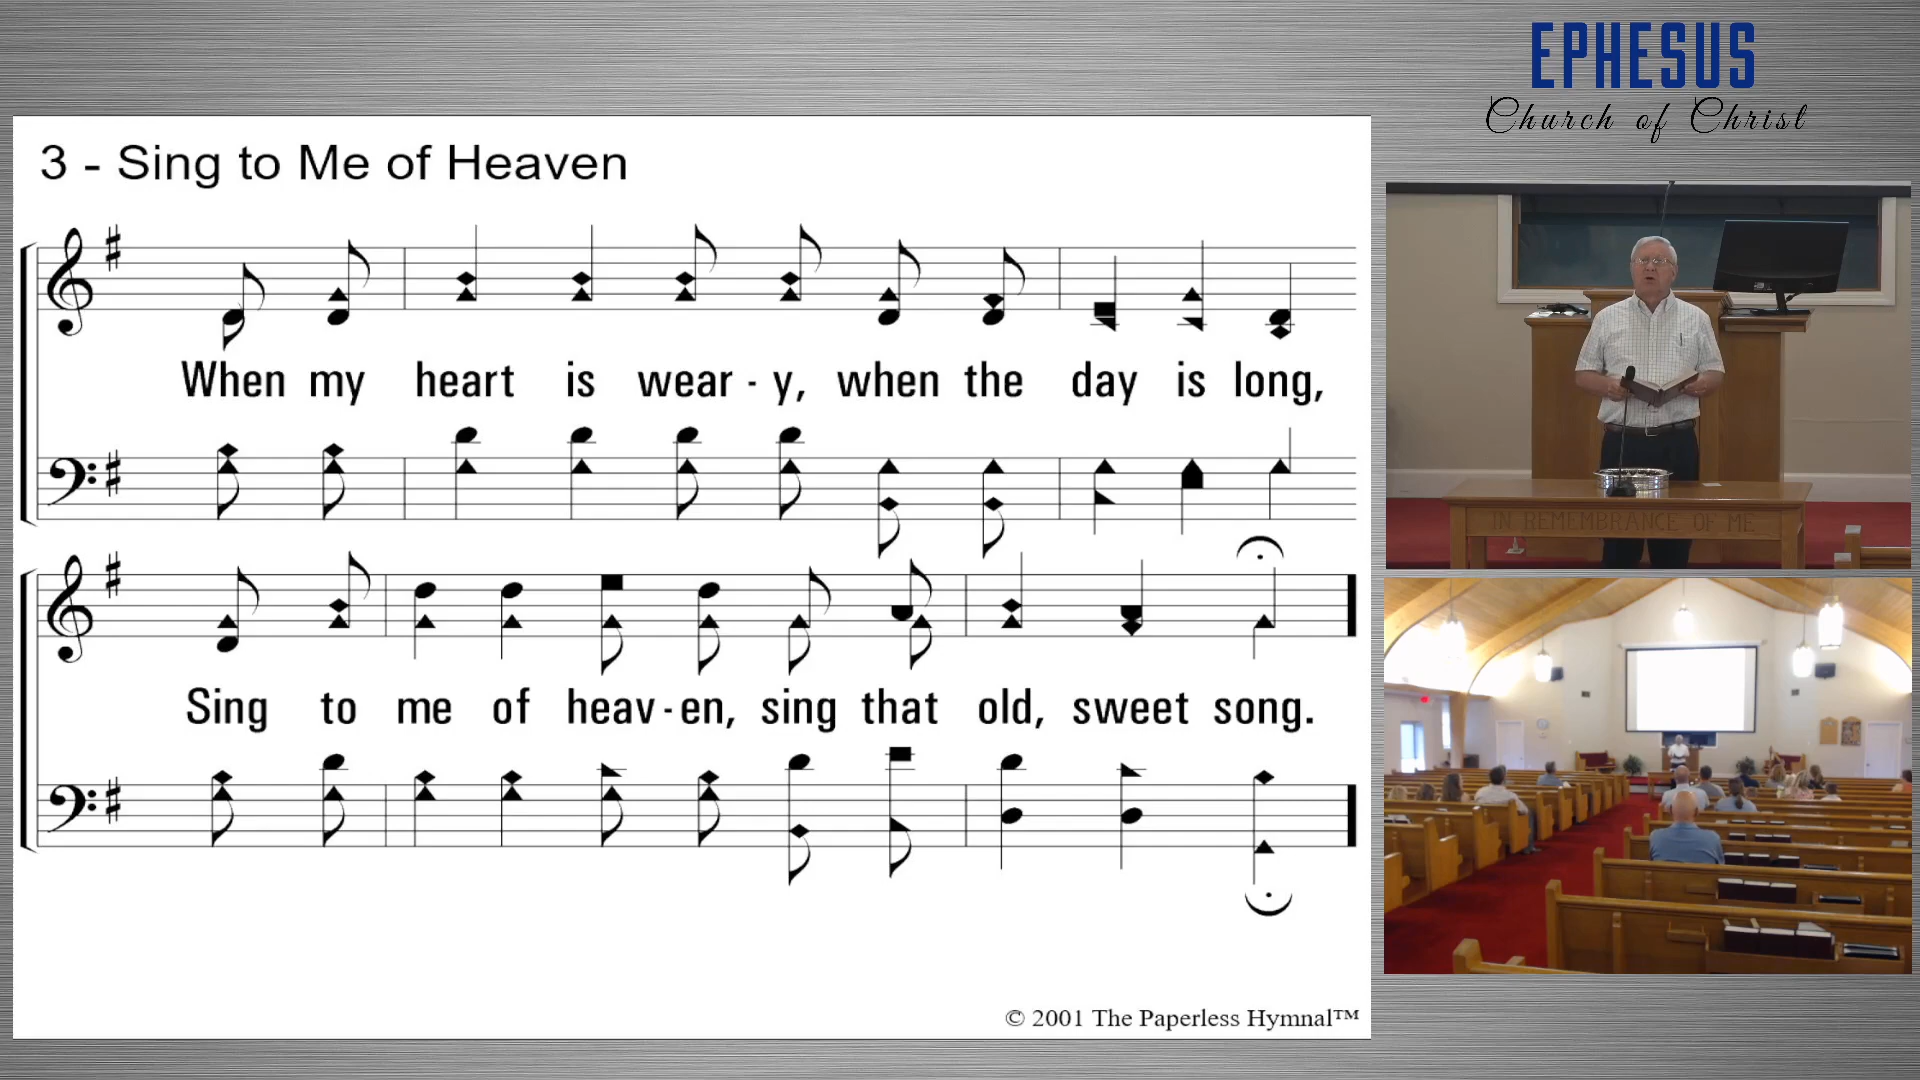 EPHESUS
Church of Christ
3 - Sing to Me of Heaven
When my heart is wear - y, when the day is long,
Sing to me of heav - en, sing that old, sweet song.
© 2001 The Paperless Hymnal™
IN REMEMBRANCE OF ME